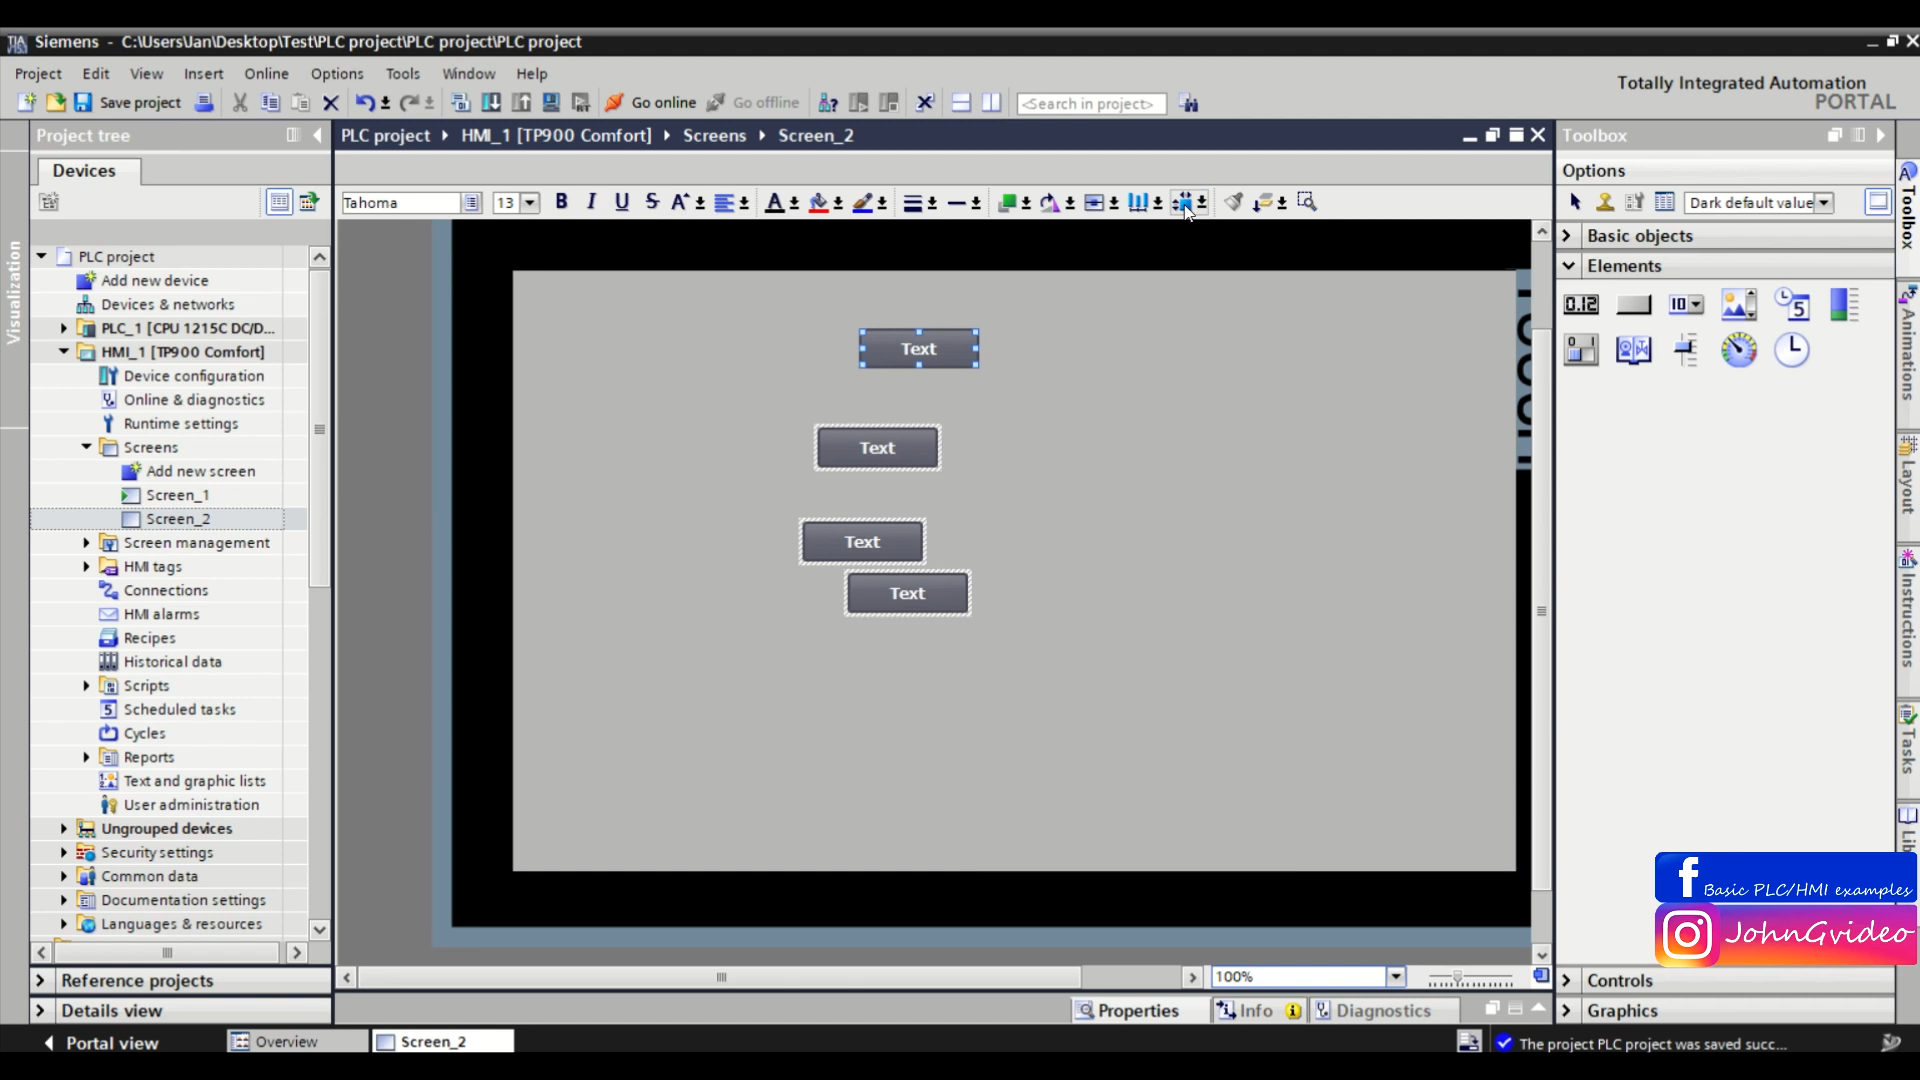 Siemens - C:\Users\Jan\Desktop\Test\PLC project\PLC project\PLC project
Project Edit View Insert Online Options Tools Window Help
Totally Integrated Automation
PORTAL
Save project Go online Go offline <Search in project>
Project tree
PLC project HMI_1 [TP900 Comfort] Screens Screen_2
Toolbox
Devices
Options
Tahoma 13 B I U S
Dark default value
Visualization
PLC project
Add new device
Devices & networks
PLC_1 [CPU 1215C DC/D...
HMI_1 [TP900 Comfort]
Device configuration
Online & diagnostics
Runtime settings
Screens
Add new screen
Screen_1
Screen_2
Screen management
HMI tags
Connections
HMI alarms
Recipes
Historical data
Scripts
Scheduled tasks
Cycles
Reports
Text and graphic lists
User administration
Ungrouped devices
Security settings
Common data
Documentation settings
Languages & resources
Reference projects
Details view
Text
Text
Text
Text
100%
Properties Info Diagnostics
Basic objects
Elements
0.12
10
5
Controls
Graphics
Toolbox
Animations
Layout
Instructions
Tasks
f Basic PLC/HMI examples
JohnGvideo
Portal view Overview Screen_2
The project PLC project was saved succ...